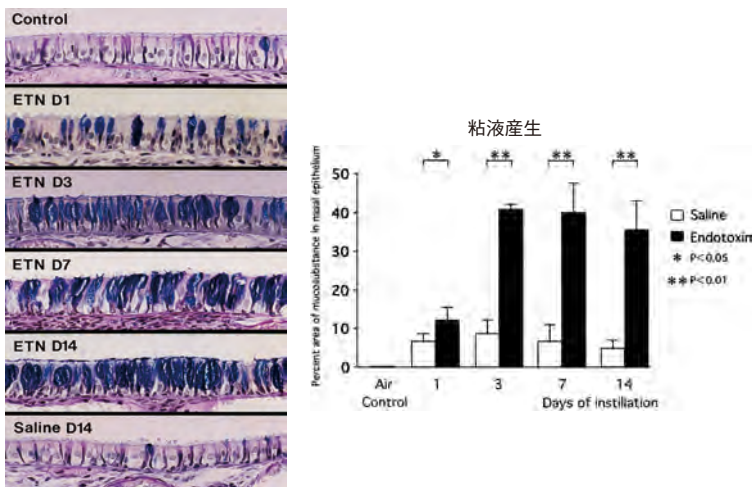 Control
ETN D1
ETN D3
ETN D7
ETN D14
Saline D14
粘液産生
Percent area of mucosubstance in nasal epithelium
50
40
30
20
10
0
* ** ** **
Saline
Endotoxin
* P<0.05
** P<0.01
Air Control
1 3 7 14
Days of instillation